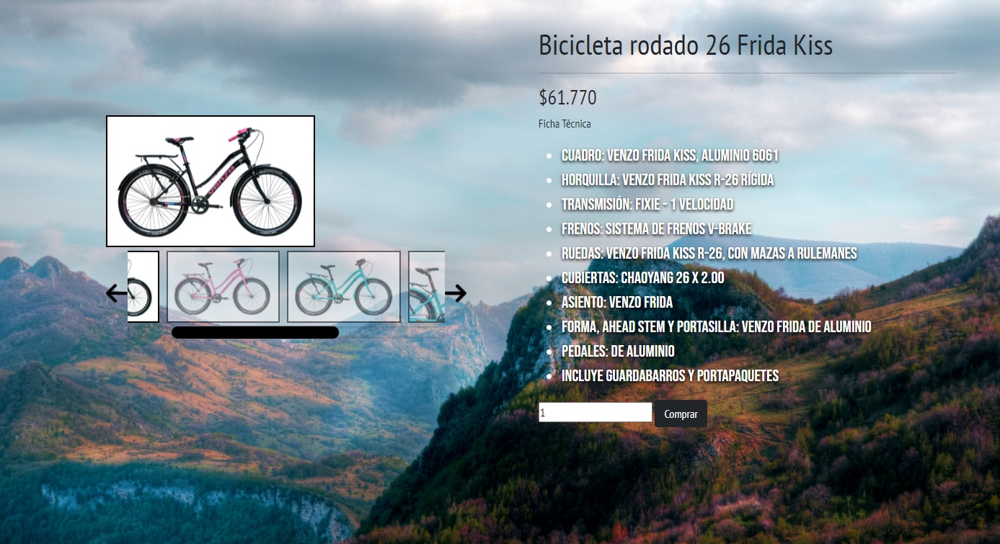 Bicicleta rodado 26 Frida Kiss
$61.770
Ficha Técnica
CUADRO: VENZO FRIDA KISS, ALUMINIO 6061
HORQUILLA: VENZO FRIDA KISS R-26 RÍGIDA
TRANSMISIÓN: FIXIE - 1 VELOCIDAD
FRENOS: SISTEMA DE FRENOS V-BRAKE
RUEDAS: VENZO FRIDA KISS R-26, CON MAZAS A RULEMANES
CUBIERTAS: CHAOYANG 26 X 2.00
ASIENTO: VENZO FRIDA
FORMA, AHEAD STEM Y PORTASILLA: VENZO FRIDA DE ALUMINIO
PEDALES: DE ALUMINIO
INCLUYE GUARDABARROS Y PORTAPAQUETES
1
Comprar
venzo